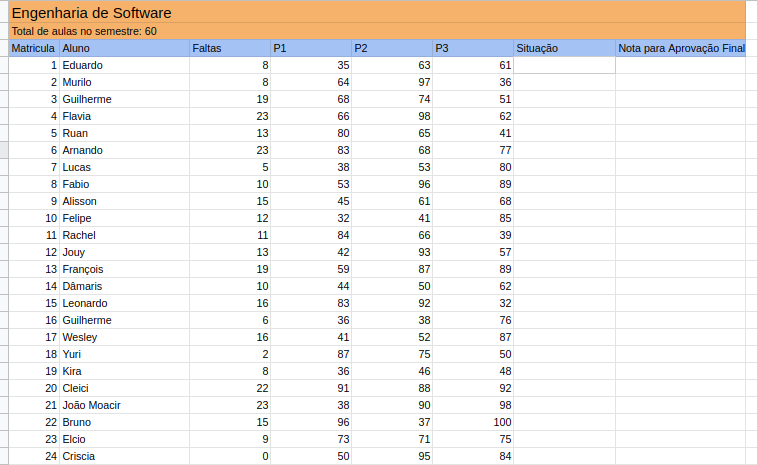 Engenharia de Software
Total de aulas no semestre: 60
Matricula Aluno Faltas P1 P2 P3 Situação Nota para Aprovação Final
1 Eduardo 8 35 63 61
2 Murilo 8 64 97 36
3 Guilherme 19 68 74 51
4 Flavia 23 66 98 62
5 Ruan 13 80 65 41
6 Arnando 23 83 68 77
7 Lucas 5 38 53 80
8 Fabio 10 53 96 89
9 Alisson 15 45 61 68
10 Felipe 12 32 41 85
11 Rachel 11 84 66 39
12 Jouy 13 42 93 57
13 François 19 59 87 89
14 Dâmaris 10 44 50 62
15 Leonardo 16 83 92 32
16 Guilherme 6 36 38 76
17 Wesley 16 41 52 87
18 Yuri 2 87 75 50
19 Kira 8 36 46 48
20 Cleici 22 91 88 92
21 João Moacir 23 38 90 98
22 Bruno 15 96 37 100
23 Elcio 9 73 71 75
24 Criscia 0 50 95 84